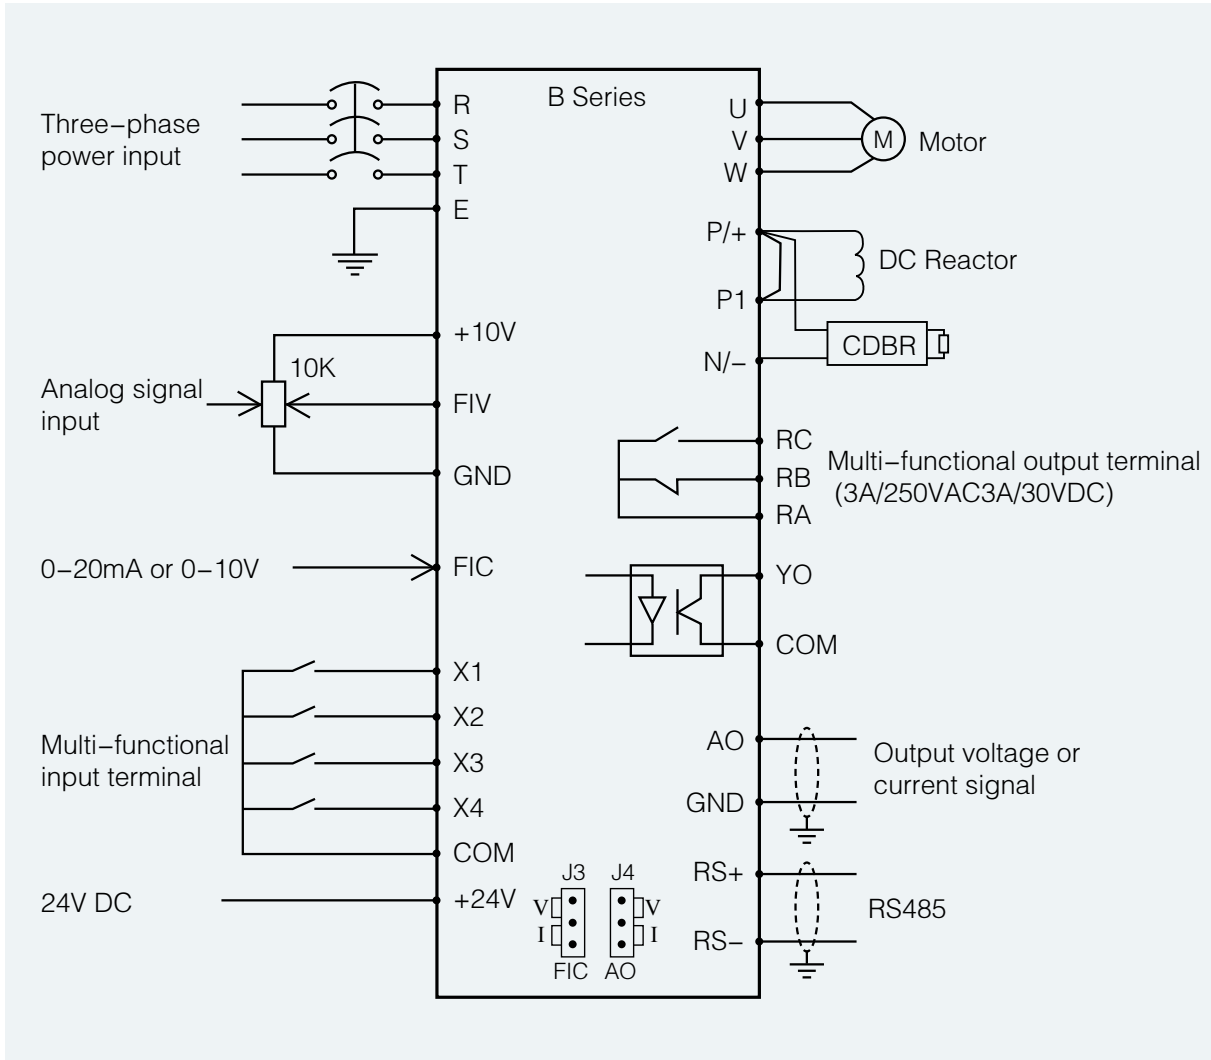 B Series
Three-phase
power input
R
S
T
E
U
V
W
M
Motor
P/+
P1
N/-
DC Reactor
CDBR
+10V
10K
Analog signal
input
FIV
GND
RC
RB
RA
Multi-functional output terminal
(3A/250VAC3A/30VDC)
0-20mA or 0-10V
FIC
YO
COM
Multi-functional
input terminal
X1
X2
X3
X4
COM
24V DC
+24V
AO
GND
Output voltage or
current signal
J3 J4
V V
I I
FIC AO
RS+
RS-
RS485